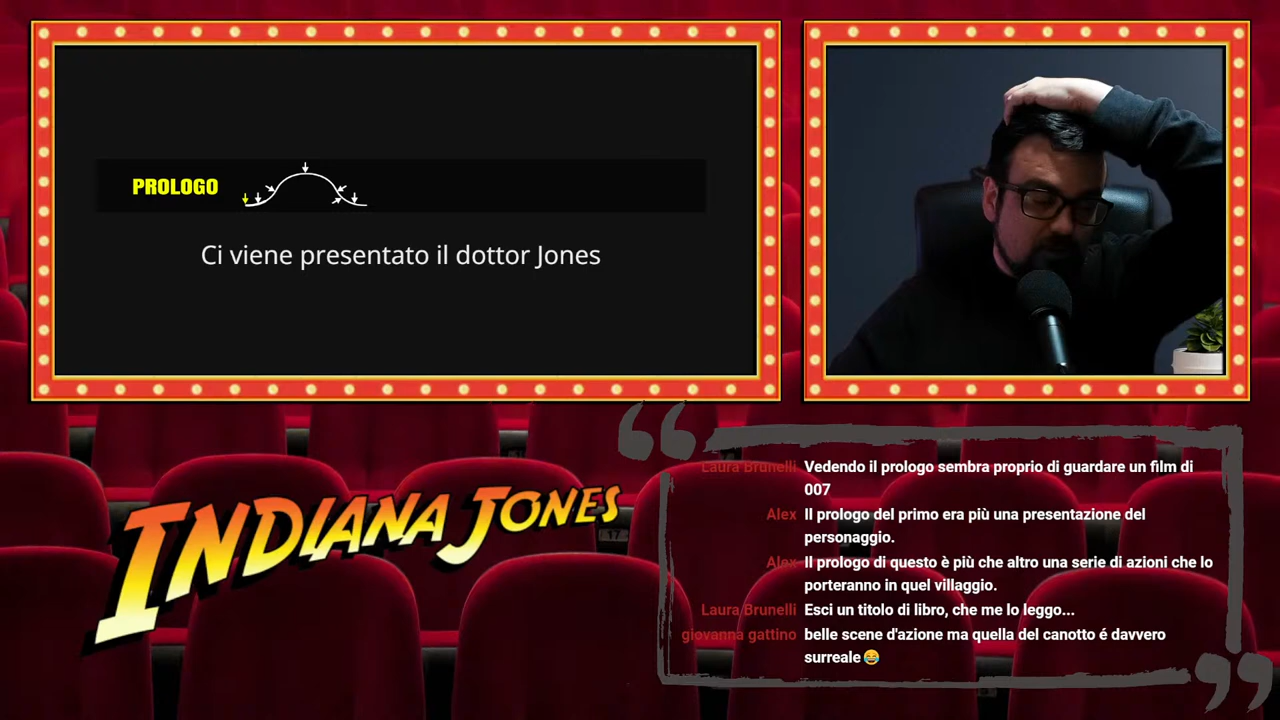 PROLOGO
Ci viene presentato il dottor Jones
INDIANA JONES
17
Laura Brunelli Vedendo il prologo sembra proprio di guardare un film di
007
Alex Il prologo del primo era più una presentazione del
personaggio.
Alex Il prologo di questo è più che altro una serie di azioni che lo
porteranno in quel villaggio.
Laura Brunelli Esci un titolo di libro, che me lo leggo...
giovanna gattino belle scene d'azione ma quella del canotto é davvero
surreale😂